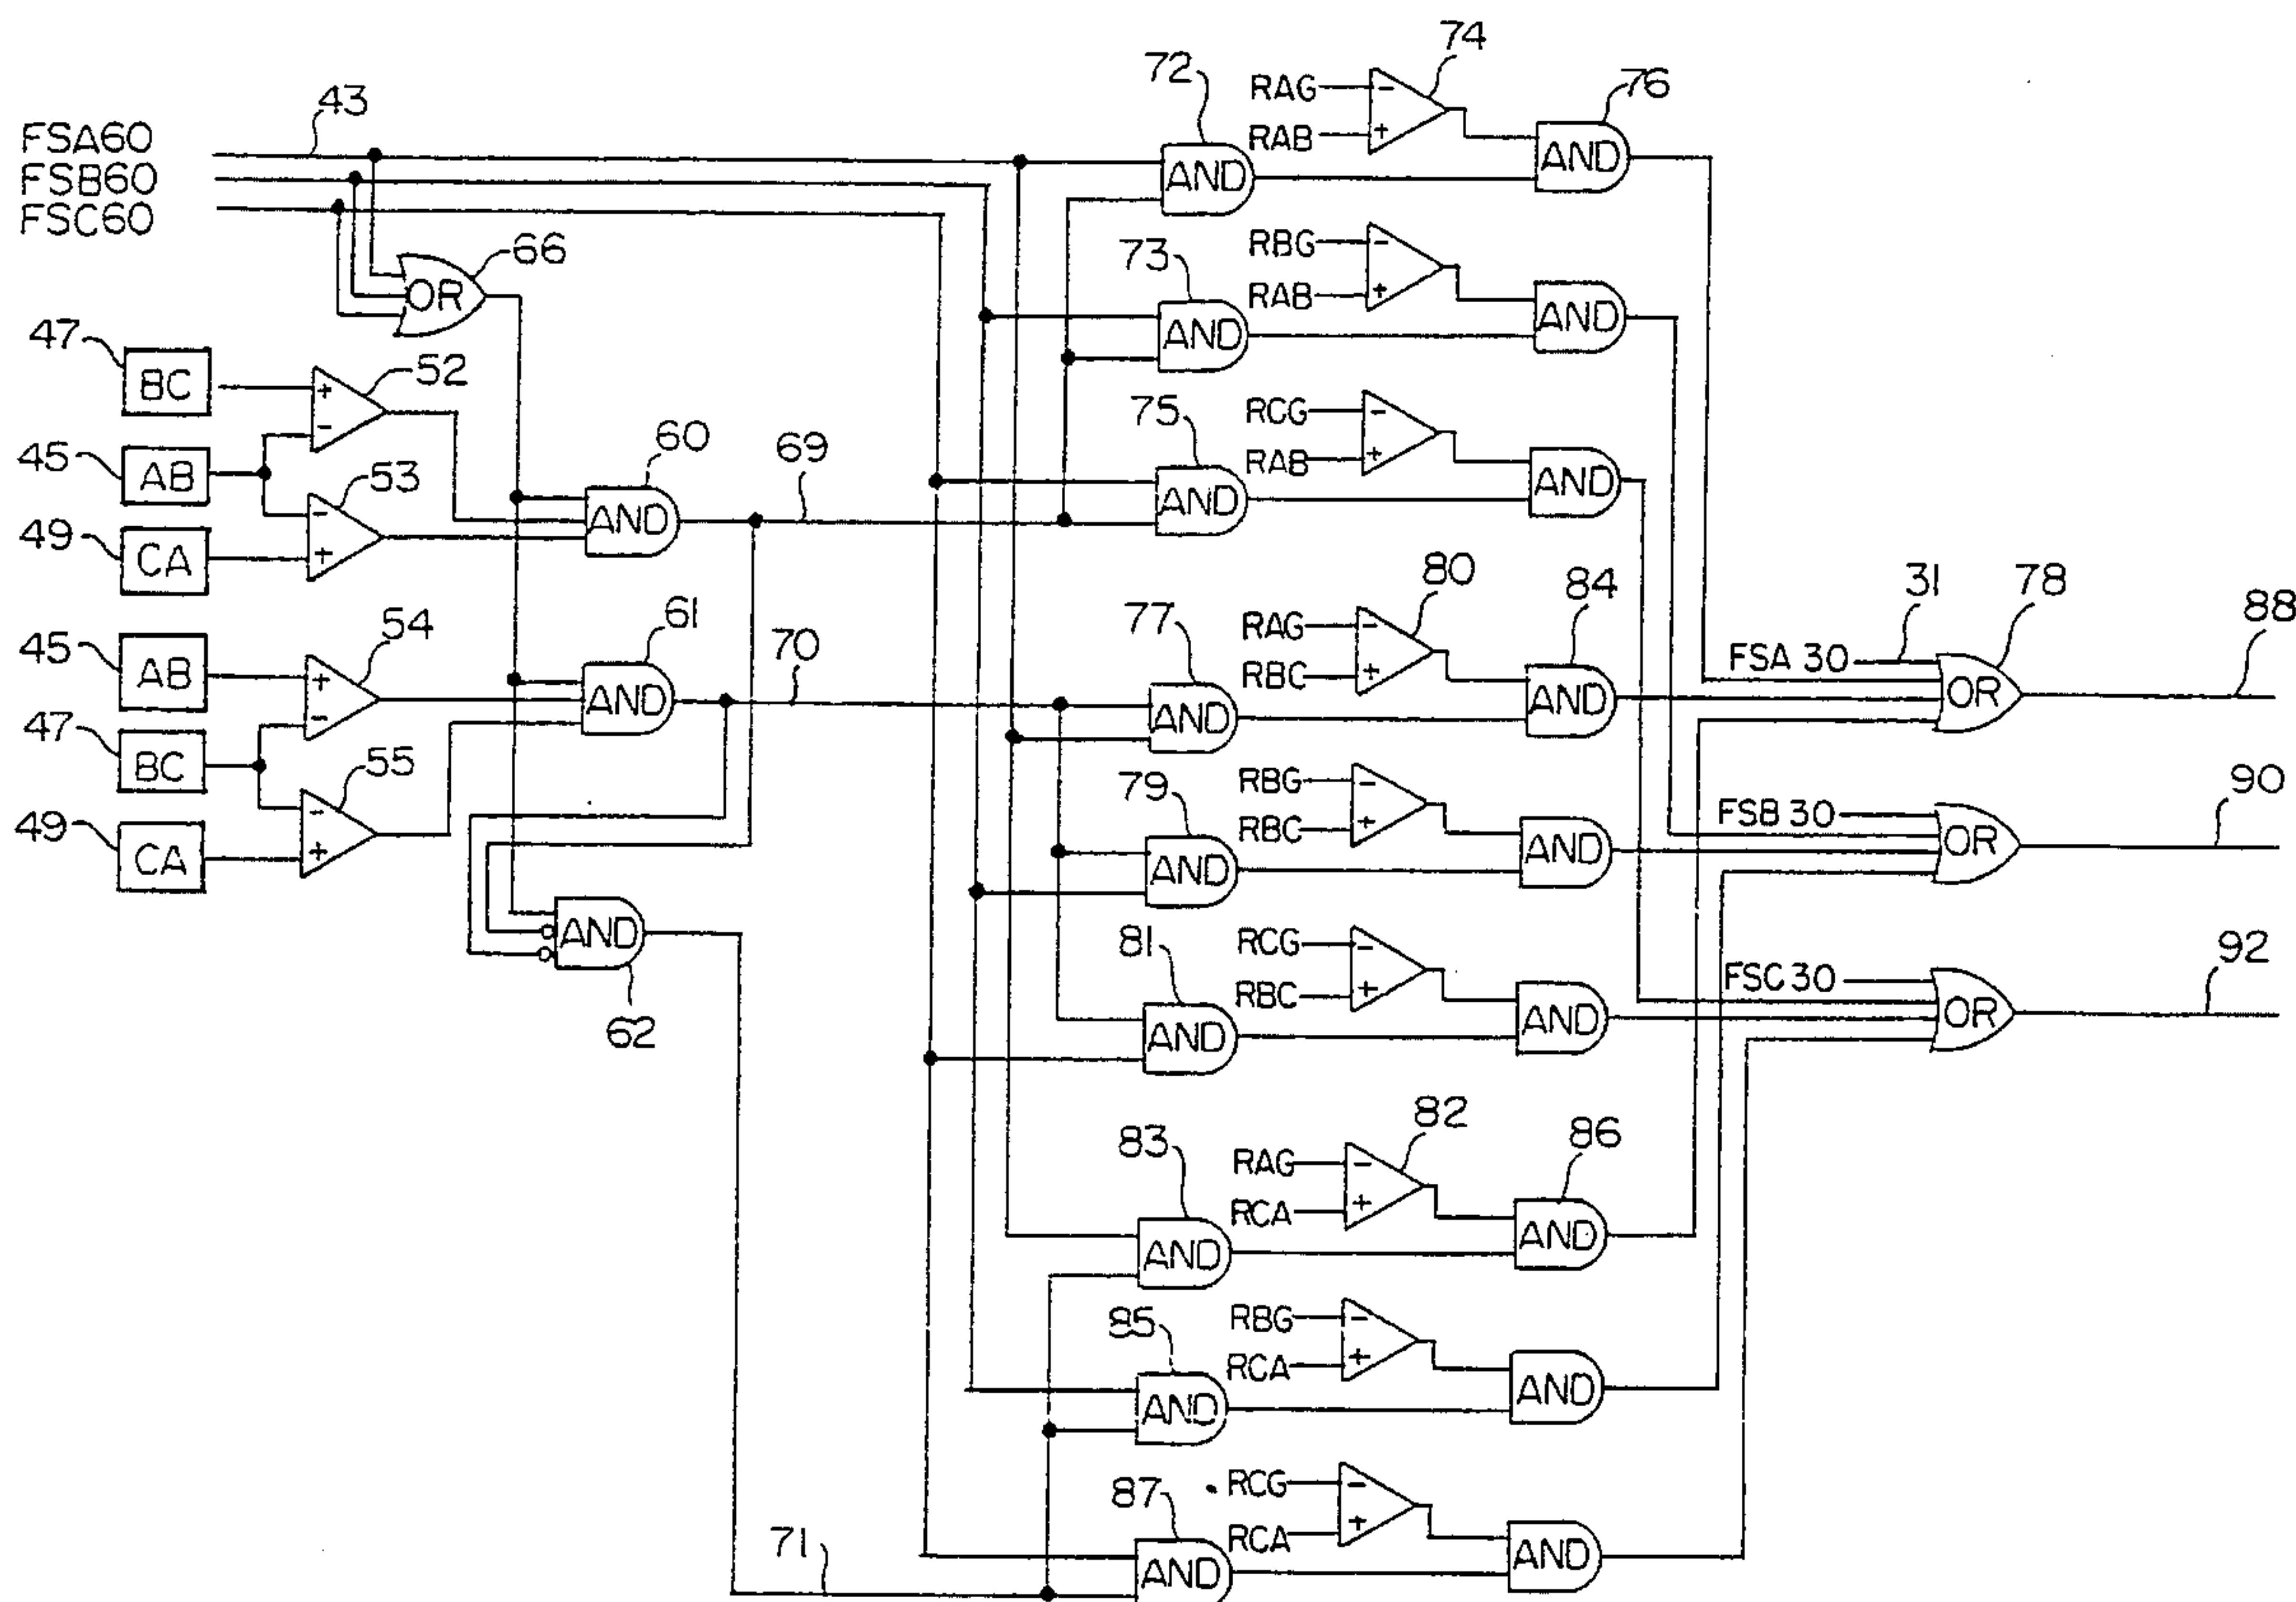 74
72
RAG
-
76
43
FSA60
RAB
+
AND
AND
FSB60
FSC60
66
RBG
-
73
OR
RAB
+
AND
47
AND
BC
52
+
-
75
RCG
-
60
69
45
AB
RAB
+
AND
53
AND
AND
-
49
CA
+
80
84
31
78
88
61
54
77
RAG
-
45
AB
70
FSA 30
+
RBC
+
AND
AND
AND
OR
-
47
BC
55
79
RBG
-
90
-
FSB 30
49
CA
RBC
+
AND
OR
+
AND
AND
81
RCG
-
92
FSC 30
62
RBC
+
AND
OR
AND
82
86
83
RAG
-
RCA
+
AND
AND
85
RBG
-
RCA
+
AND
AND
87
RCG
-
71
RCA
+
AND
AND